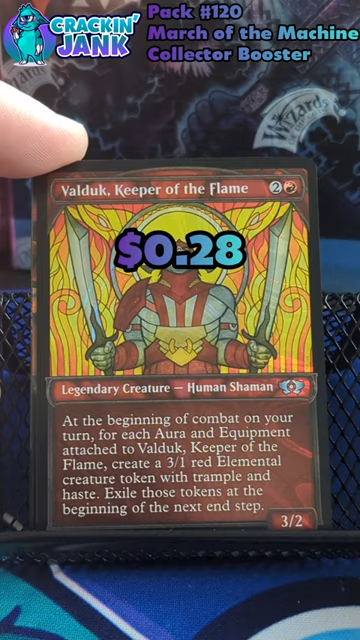 CRACKIN'
JANK
Pack #120
March of the Machine
Collector Booster
Wizards
Valduk, Keeper of the Flame
2
$0.28
Legendary Creature — Human Shaman
At the beginning of combat on your
turn, for each Aura and Equipment
attached to Valduk, Keeper of the
Flame, create a 3/1 red Elemental
creature token with trample and
haste. Exile those tokens at the
beginning of the next end step.
3/2